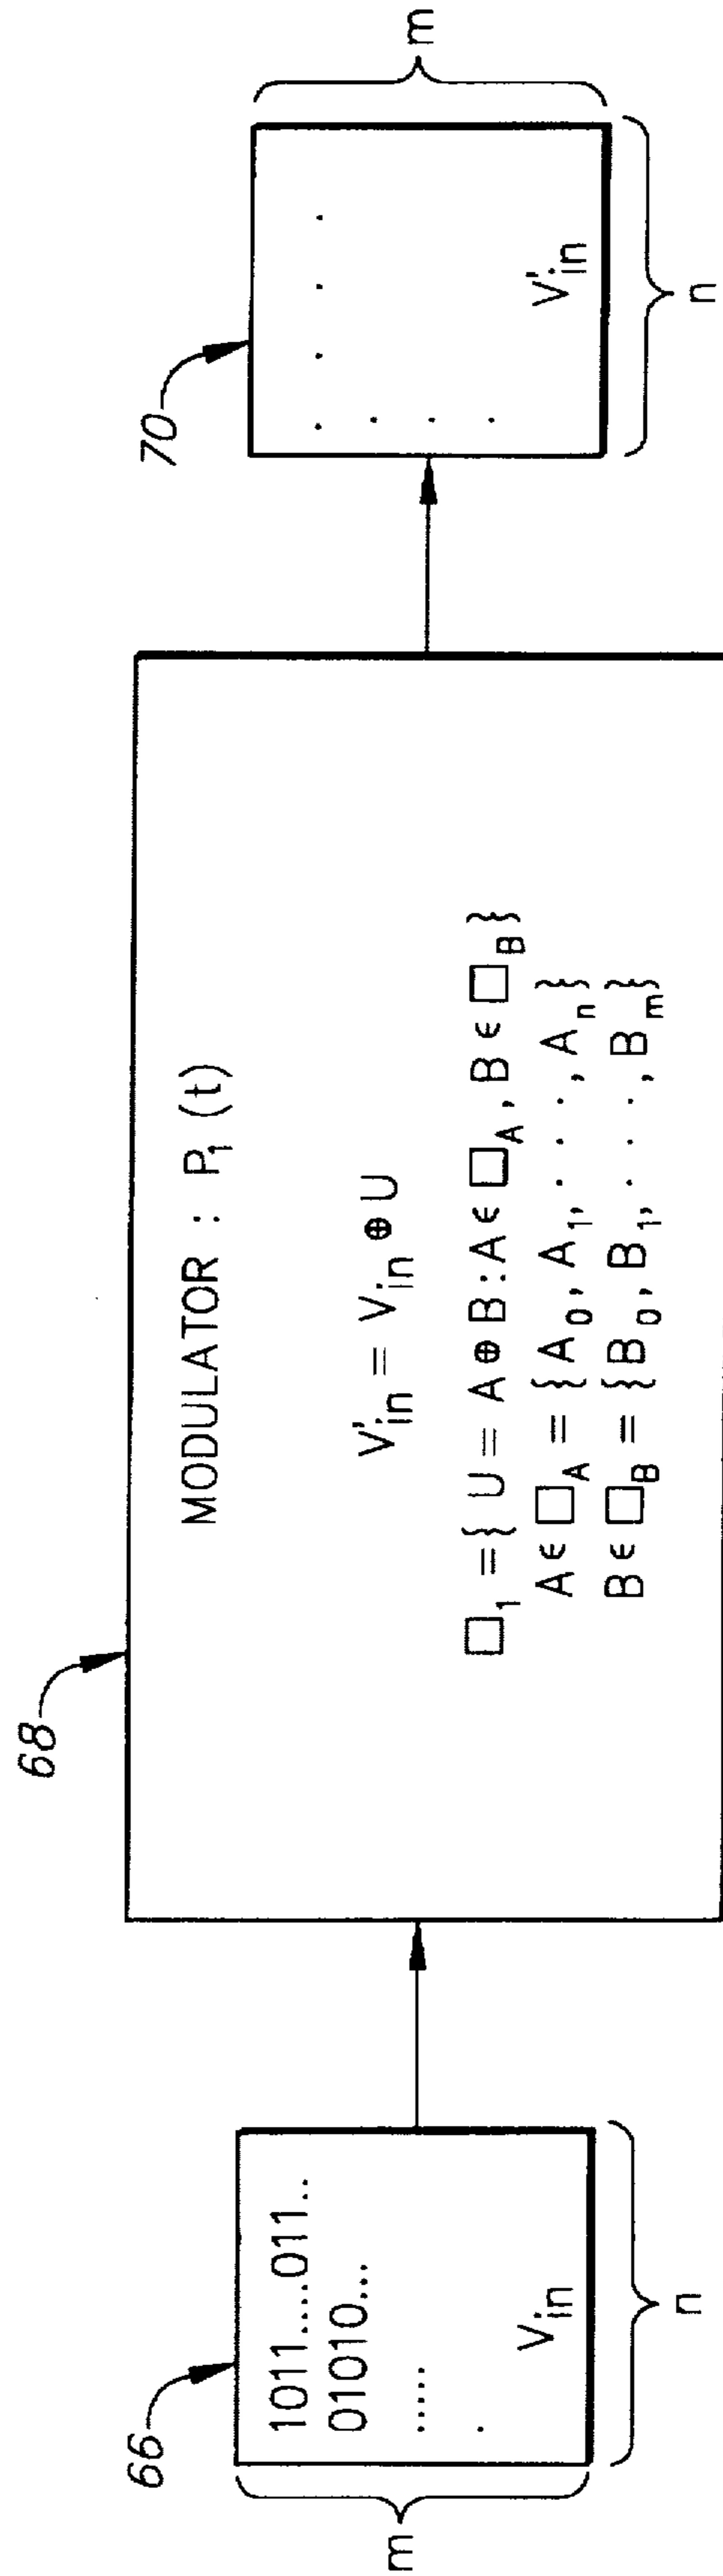 66
1011....011..
01010...
.....
.
V_in
m
n
68
MODULATOR : P_1 (t)
V'_in = V_in ⊕ U
□_1 = { U = A ⊕ B : A ϵ □_A , B ϵ □_B }
A ϵ □_A = { A_0 , A_1 , . . . , A_n }
B ϵ □_B = { B_0 , B_1 , . . . , B_m }
70
. . . .
.
.
.
V'_in
m
n